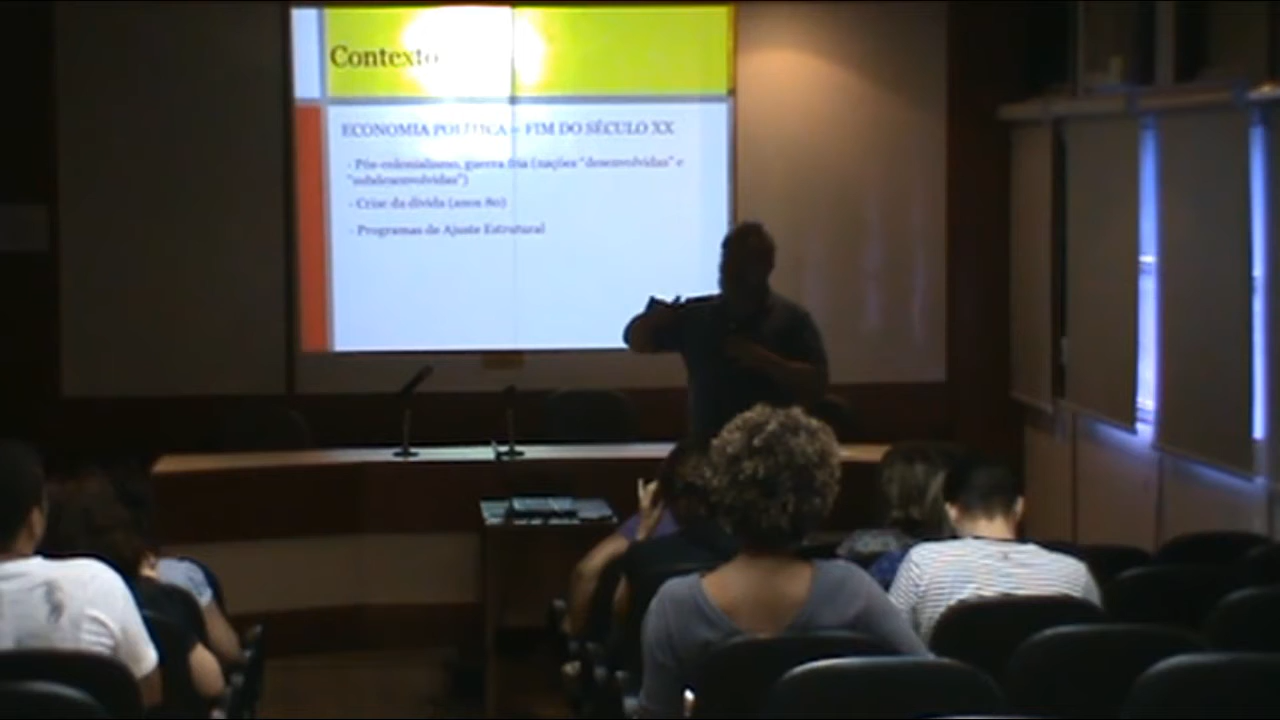 Contexto
ECONOMIA POLÍTICA – FIM DO SÉCULO XX
- Pós-colonialismo, guerra fria (nações "desenvolvidas" e
"subdesenvolvidas")
- Crise da dívida (anos 80)
- Programas de Ajuste Estrutural